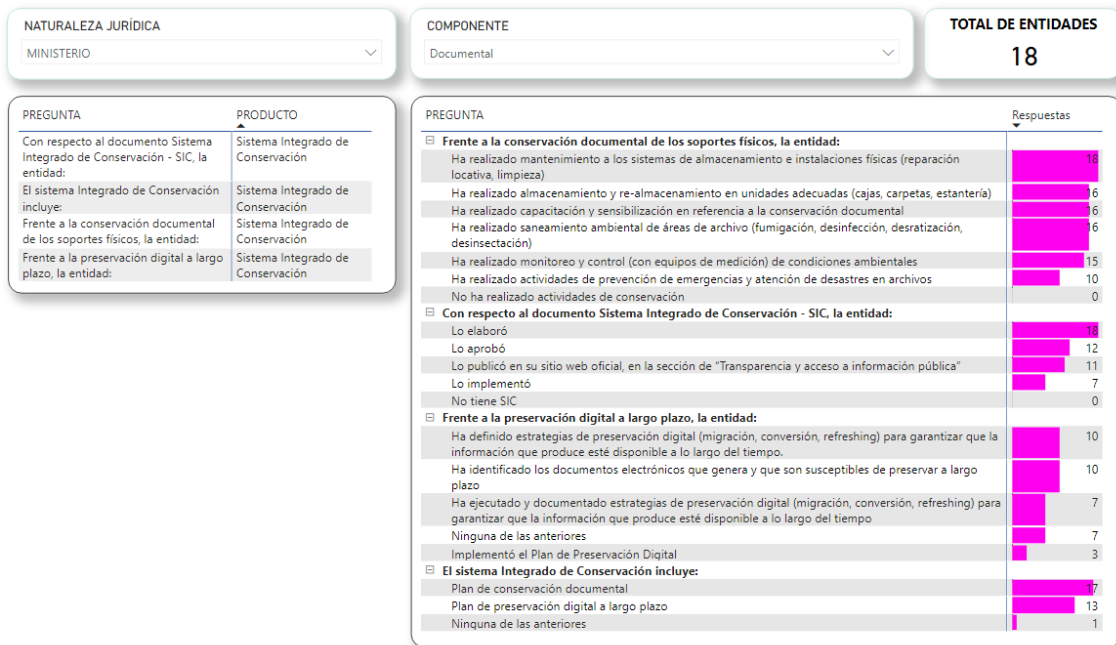 NATURALEZA JURÍDICA
MINISTERIO
COMPONENTE
Documental
TOTAL DE ENTIDADES
18
PREGUNTA PRODUCTO
Con respecto al documento Sistema Sistema Integrado de
Integrado de Conservación - SIC, la Conservación
entidad:
El sistema Integrado de Conservación Sistema Integrado de
incluye: Conservación
Frente a la conservación documental Sistema Integrado de
de los soportes físicos, la entidad: Conservación
Frente a la preservación digital a largo Sistema Integrado de
plazo, la entidad: Conservación
PREGUNTA Respuestas
Frente a la conservación documental de los soportes físicos, la entidad:
Ha realizado mantenimiento a los sistemas de almacenamiento e instalaciones físicas (reparación 18
locativa, limpieza)
Ha realizado almacenamiento y re-almacenamiento en unidades adecuadas (cajas, carpetas, estantería) 16
Ha realizado capacitación y sensibilización en referencia a la conservación documental 16
Ha realizado saneamiento ambiental de áreas de archivo (fumigación, desinfección, desratización, 16
desinsectación)
Ha realizado monitoreo y control (con equipos de medición) de condiciones ambientales 15
Ha realizado actividades de prevención de emergencias y atención de desastres en archivos 10
No ha realizado actividades de conservación 0
Con respecto al documento Sistema Integrado de Conservación - SIC, la entidad:
Lo elaboró 18
Lo aprobó 12
Lo publicó en su sitio web oficial, en la sección de “Transparencia y acceso a información pública” 11
Lo implementó 7
No tiene SIC 0
Frente a la preservación digital a largo plazo, la entidad:
Ha definido estrategias de preservación digital (migración, conversión, refreshing) para garantizar que la 10
información que produce esté disponible a lo largo del tiempo.
Ha identificado los documentos electrónicos que genera y que son susceptibles de preservar a largo 10
plazo
Ha ejecutado y documentado estrategias de preservación digital (migración, conversión, refreshing) para 7
garantizar que la información que produce esté disponible a lo largo del tiempo
Ninguna de las anteriores 7
Implementó el Plan de Preservación Digital 3
El sistema Integrado de Conservación incluye:
Plan de conservación documental 17
Plan de preservación digital a largo plazo 13
Ninguna de las anteriores 1